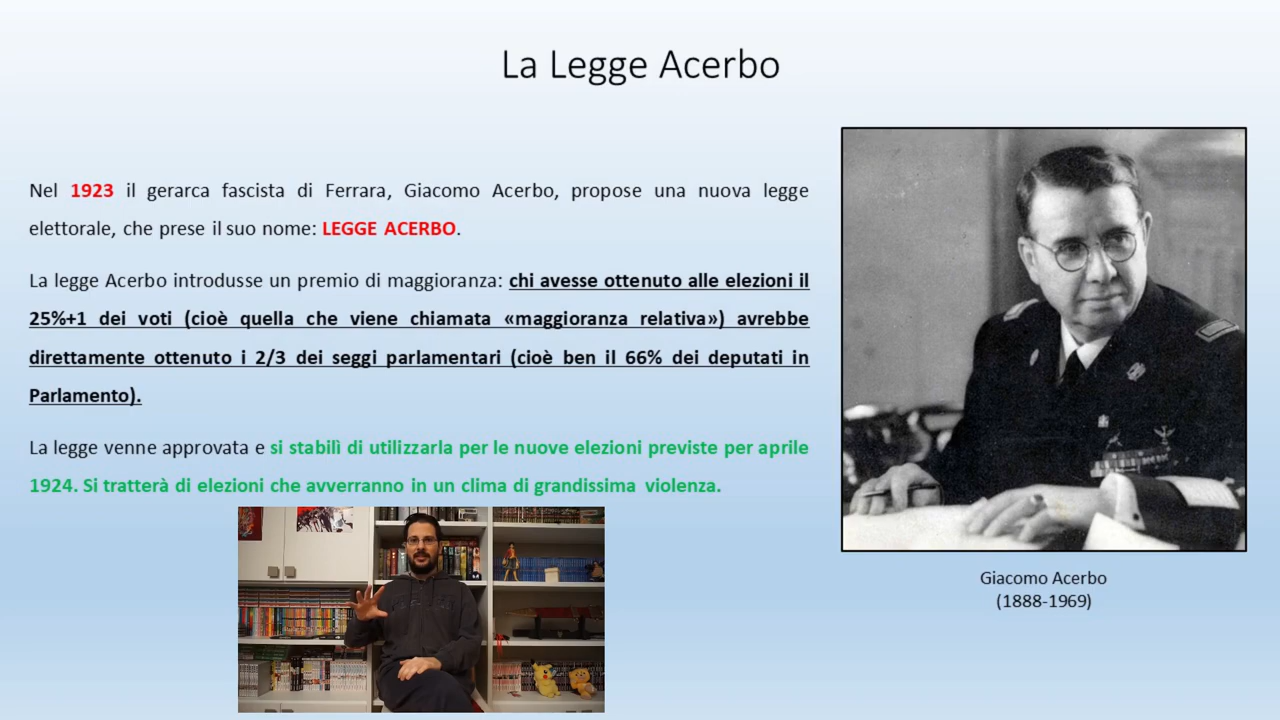 La Legge Acerbo
Nel 1923 il gerarca fascista di Ferrara, Giacomo Acerbo, propose una nuova legge
elettorale, che prese il suo nome: LEGGE ACERBO.
La legge Acerbo introdusse un premio di maggioranza: chi avesse ottenuto alle elezioni il
25%+1 dei voti (cioè quella che viene chiamata «maggioranza relativa») avrebbe
direttamente ottenuto i 2/3 dei seggi parlamentari (cioè ben il 66% dei deputati in
Parlamento).
La legge venne approvata e si stabilì di utilizzarla per le nuove elezioni previste per aprile
1924. Si tratterà di elezioni che avverranno in un clima di grandissima violenza.
Giacomo Acerbo
(1888-1969)